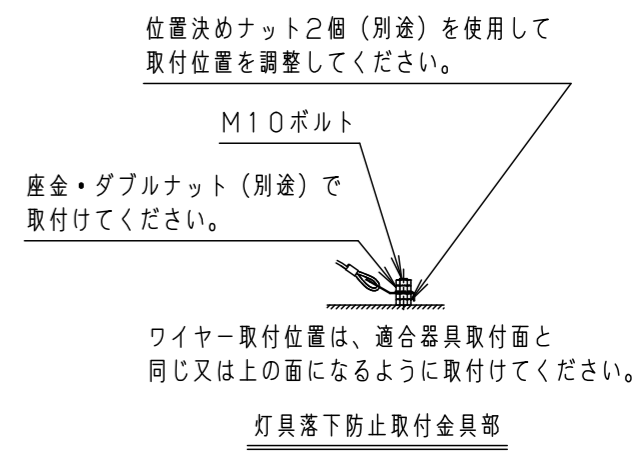 位置決めナット2個（別途）を使用して
取付位置を調整してください。
M10ボルト
座金・ダブルナット（別途）で
取付けてください。
ワイヤー取付位置は、適合器具取付面と
同じ又は上の面になるように取付けてください。
灯具落下防止取付金具部